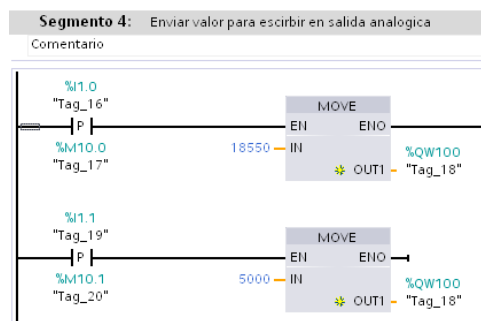 Segmento 4: Enviar valor para escirbir en salida analogica
Comentario
%I1.0
"Tag_16"
MOVE
P
EN ENO
%M10.0
18550 IN
%QW100
"Tag_17"
OUT1 "Tag_18"
%I1.1
"Tag_19"
MOVE
P
EN ENO
%M10.1
5000 IN
%QW100
"Tag_20"
OUT1 "Tag_18"